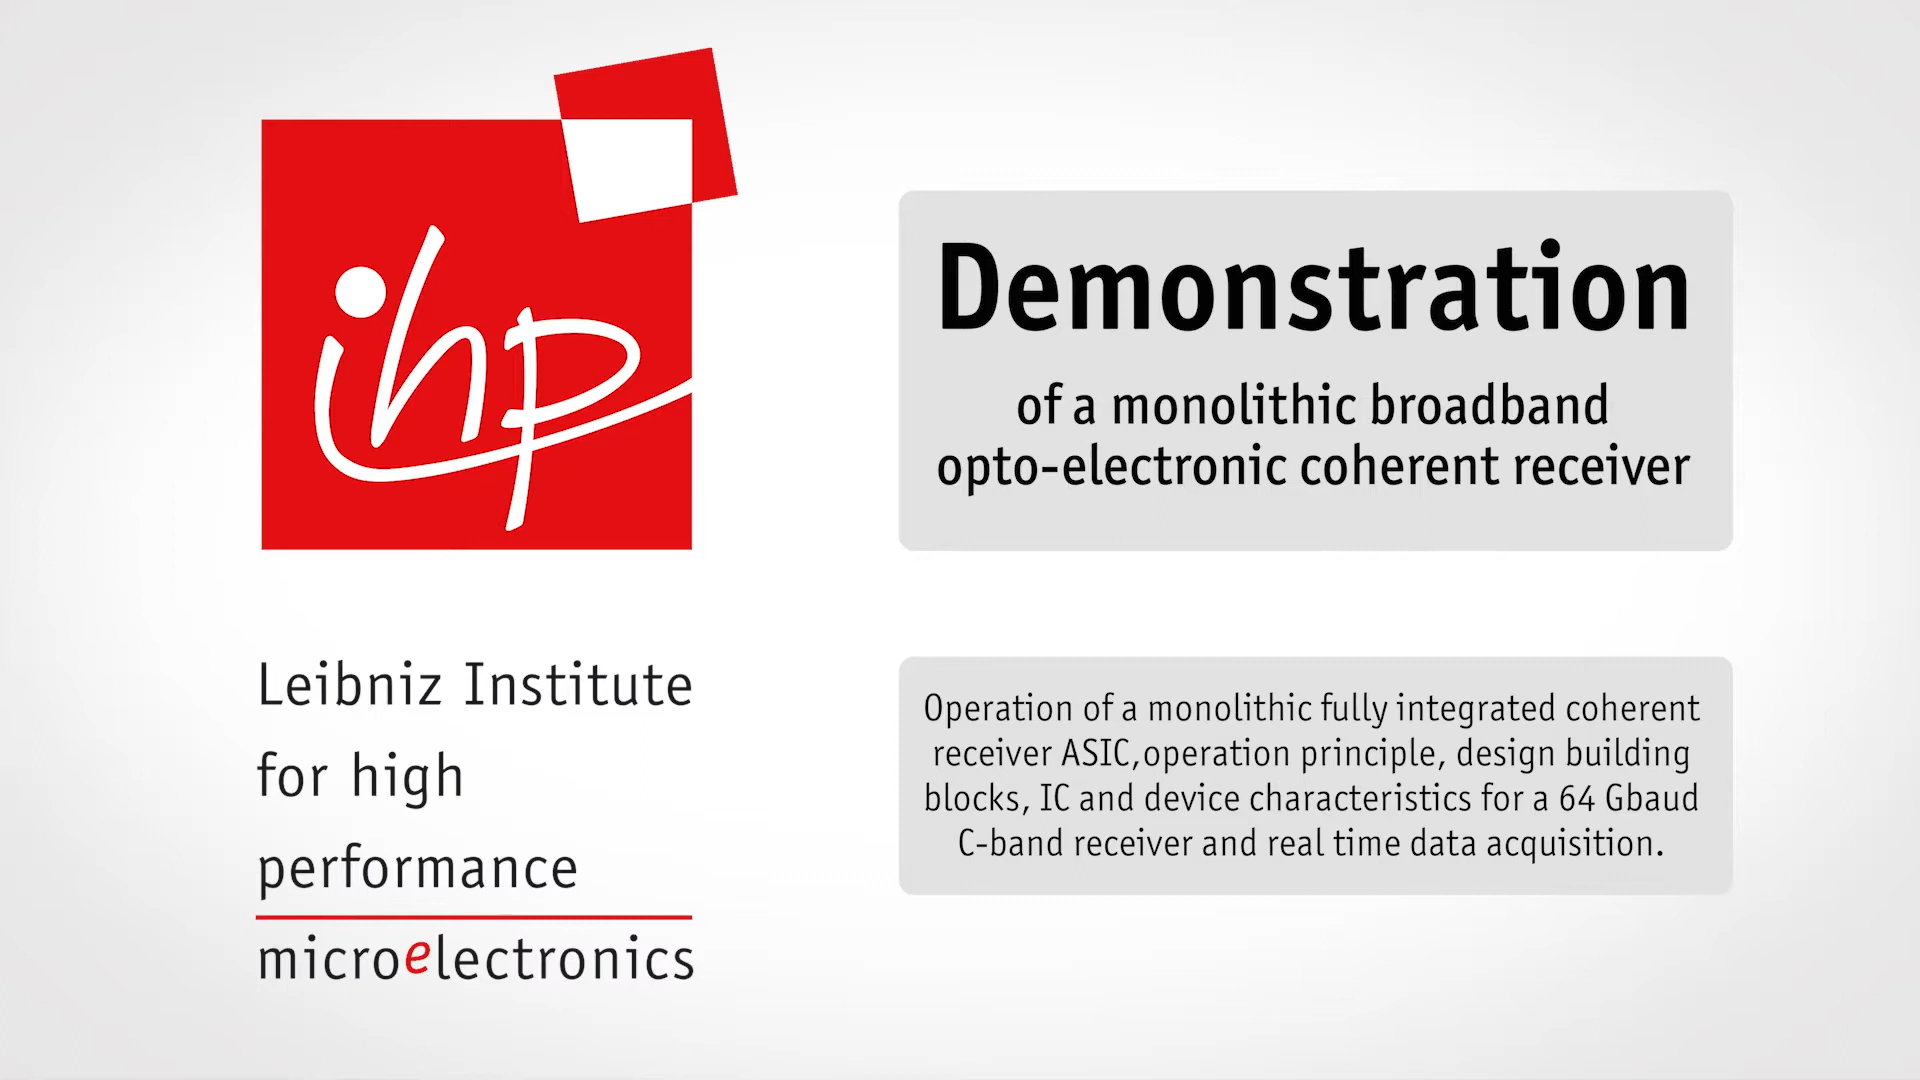 ihp
Leibniz Institute
for high
performance
microelectronics
Demonstration
of a monolithic broadband
opto-electronic coherent receiver
Operation of a monolithic fully integrated coherent
receiver ASIC,operation principle, design building
blocks, IC and device characteristics for a 64 Gbaud
C-band receiver and real time data acquisition.